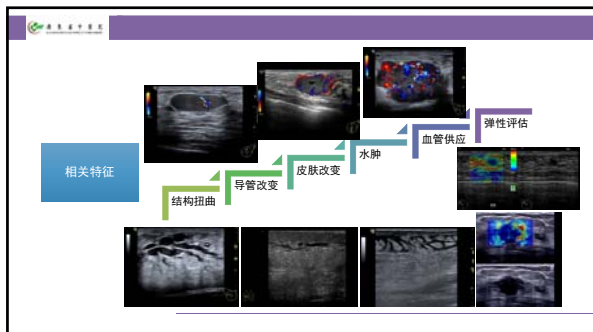 相关特征
结构扭曲
导管改变
皮肤改变
水肿
血管供应
弹性评估